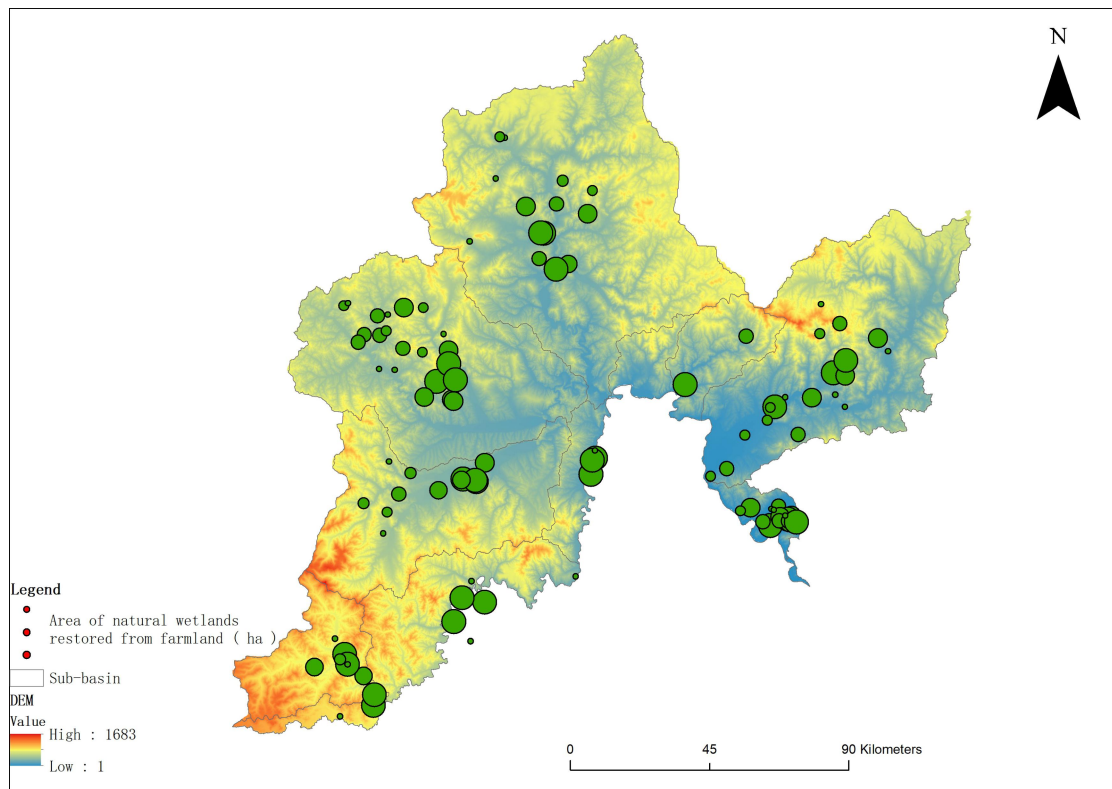 N
Legend
Area of natural wetlands
restored from farmland ( ha )
Sub-basin
DEM
Value
High : 1683
Low : 1
0 45 90 Kilometers